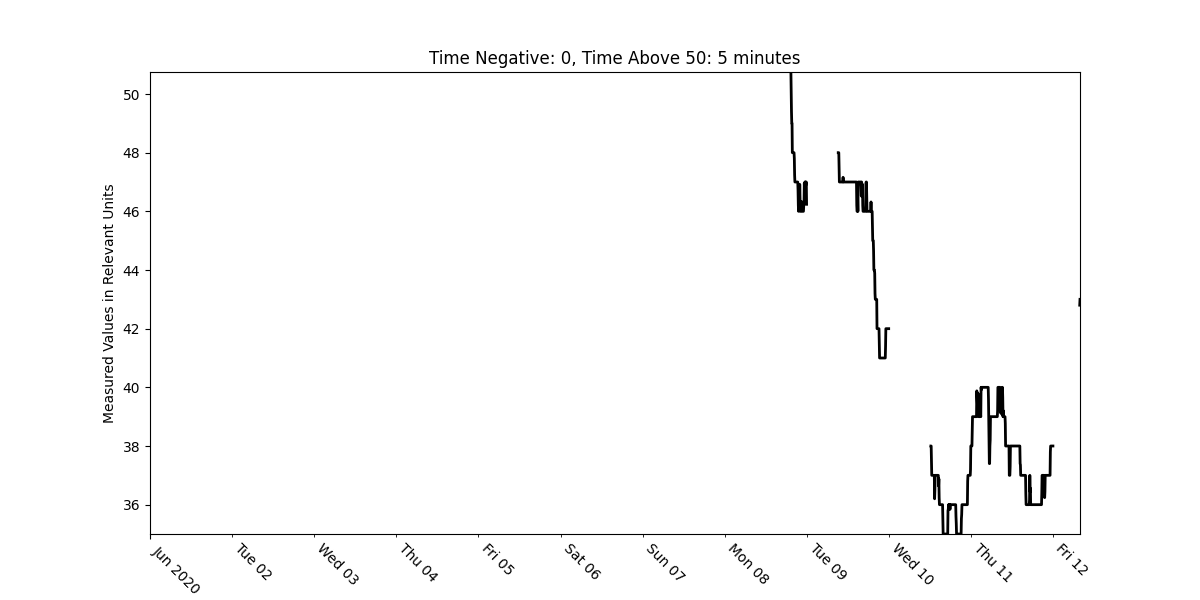 Time Negative: 0, Time Above 50: 5 minutes
Measured Values in Relevant Units
50
48
46
44
42
40
38
36
Jun 2020
Tue 02
Wed 03
Thu 04
Fri 05
Sat 06
Sun 07
Mon 08
Tue 09
Wed 10
Thu 11
Fri 12